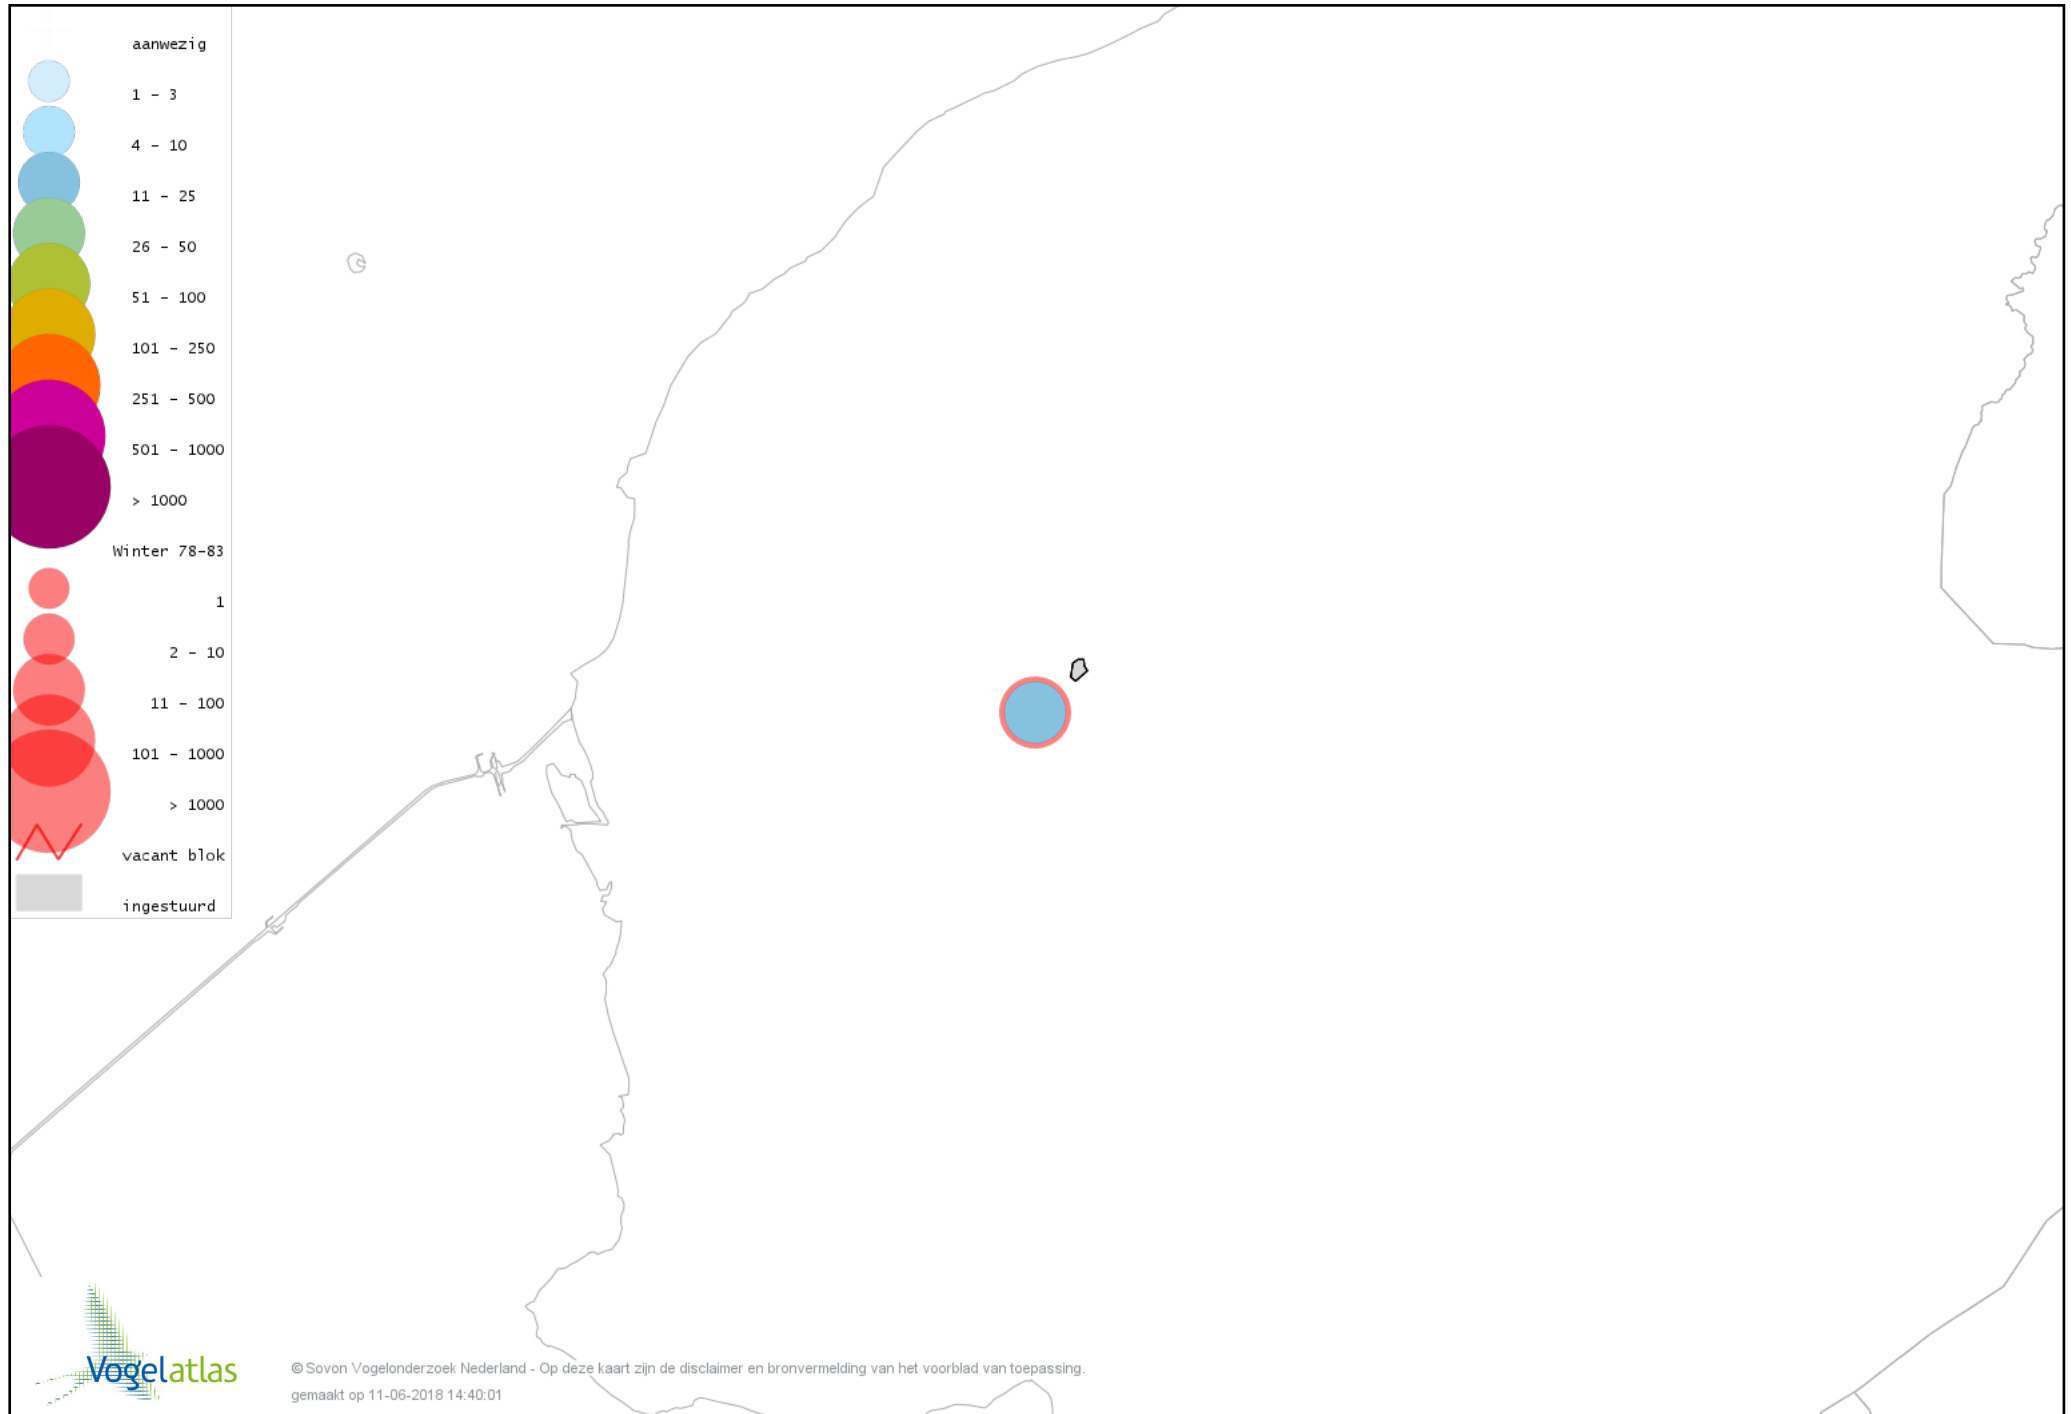 aanwezig
1 - 3
4 - 10
11 - 25
26 - 50
51 - 100
101 - 250
251 - 500
501 - 1000
> 1000
Winter 78-83
1
2 - 10
11 - 100
101 - 1000
> 1000
vacant blok
ingestuurd
Vogelatlas
© Sovon Vogelonderzoek Nederland - Op deze kaart zijn de disclaimer en bronvermelding van het voorblad van toepassing.
gemaakt op 11-06-2018 14:40:01